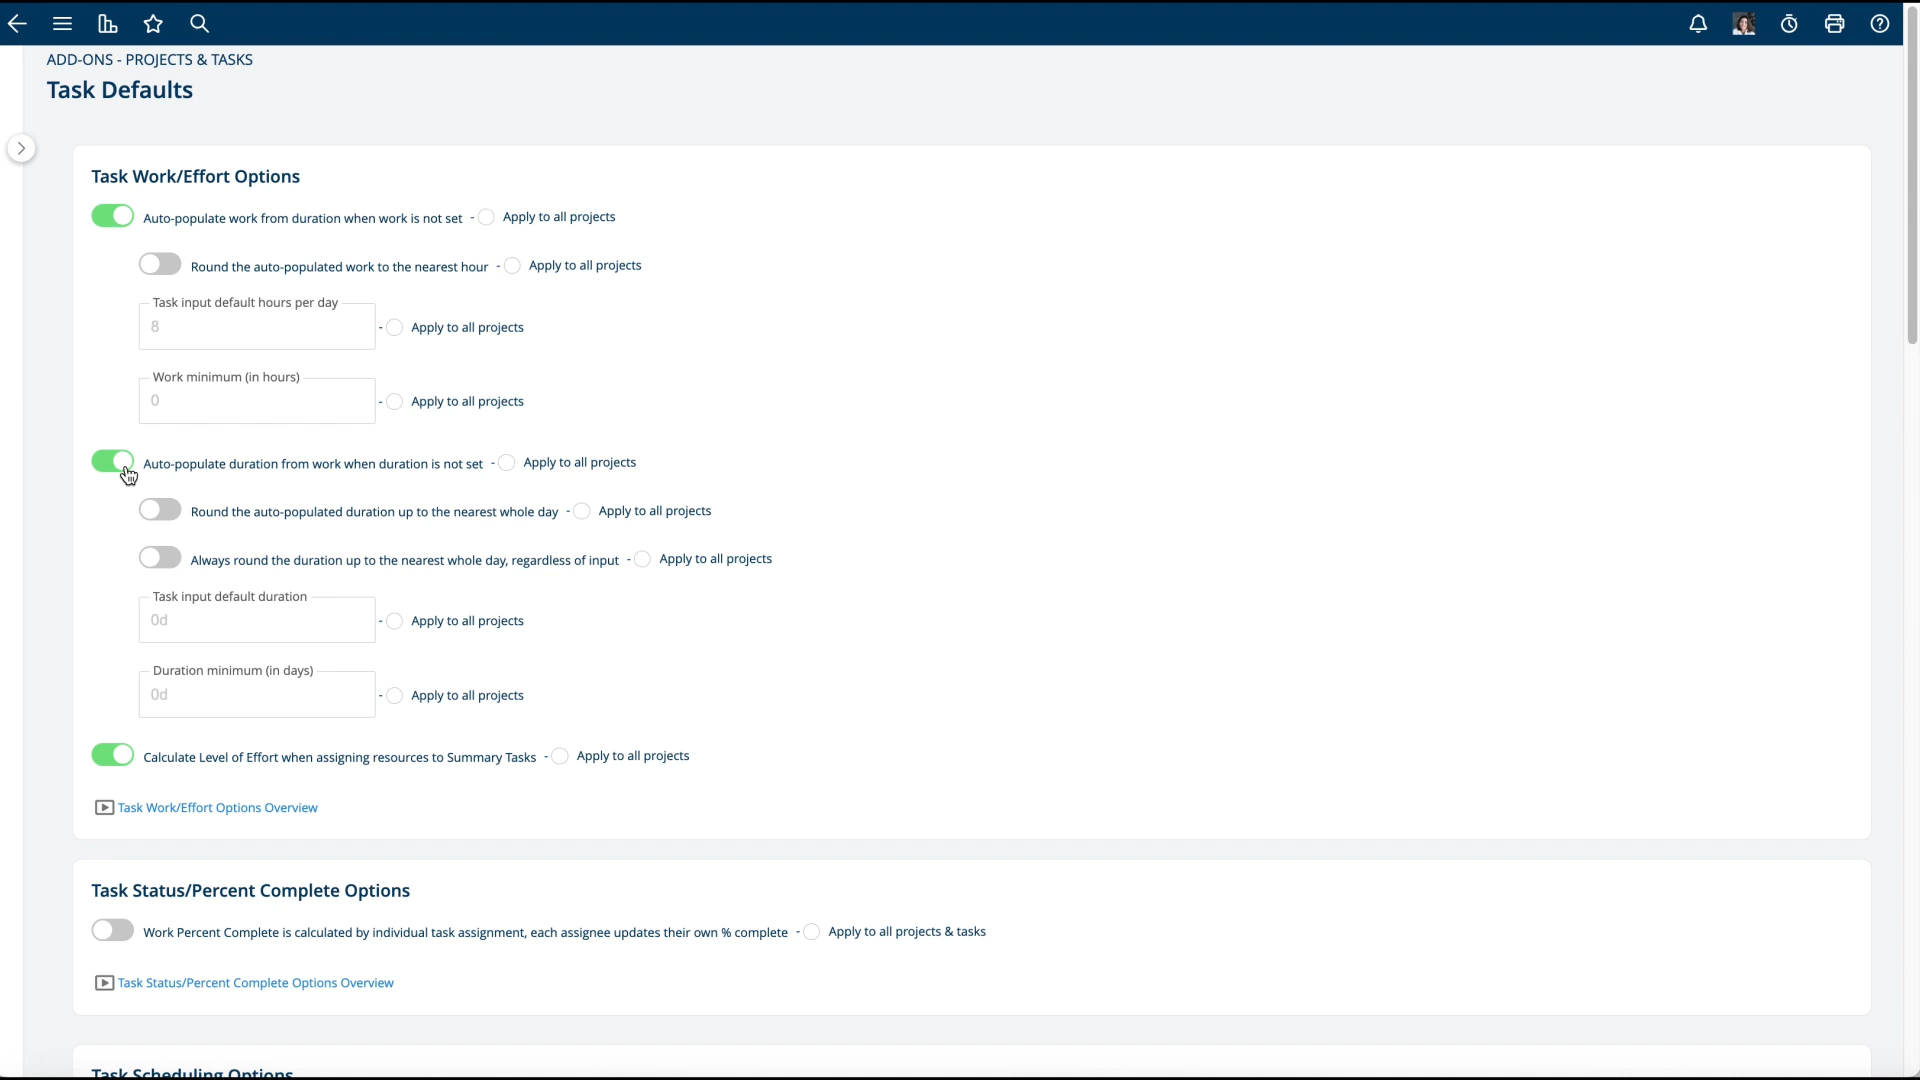 ADD-ONS - PROJECTS & TASKS
Task Defaults
Task Work/Effort Options
Auto-populate work from duration when work is not set - Apply to all projects
Round the auto-populated work to the nearest hour - Apply to all projects
Task input default hours per day
8 - Apply to all projects
Work minimum (in hours)
0 - Apply to all projects
Auto-populate duration from work when duration is not set - Apply to all projects
Round the auto-populated duration up to the nearest whole day - Apply to all projects
Always round the duration up to the nearest whole day, regardless of input - Apply to all projects
Task input default duration
0d - Apply to all projects
Duration minimum (in days)
0d - Apply to all projects
Calculate Level of Effort when assigning resources to Summary Tasks - Apply to all projects
Task Work/Effort Options Overview
Task Status/Percent Complete Options
Work Percent Complete is calculated by individual task assignment, each assignee updates their own % complete - Apply to all projects & tasks
Task Status/Percent Complete Options Overview
Task Scheduling Options